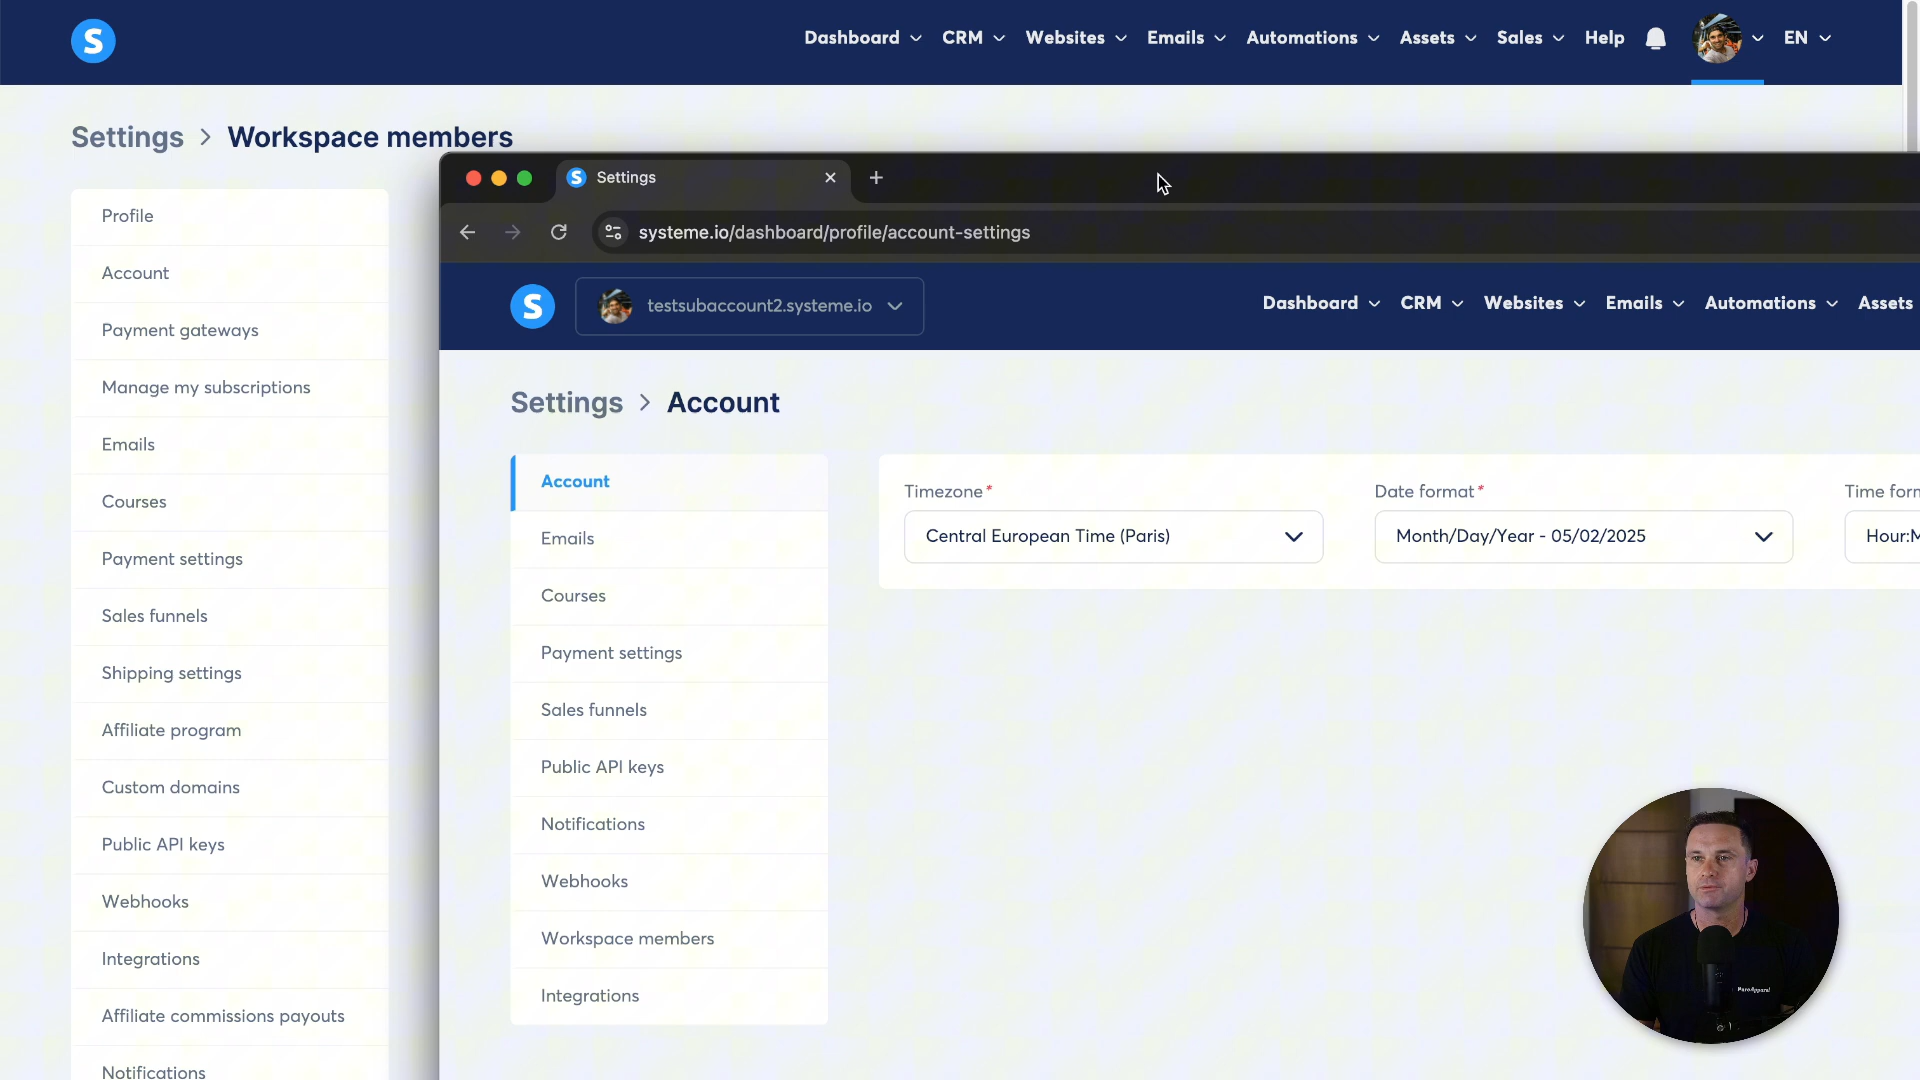 S
Dashboard
CRM
Websites
Emails
Automations
Assets
Sales
Help
EN
Settings > Workspace members
Profile
Account
Payment gateways
Manage my subscriptions
Emails
Courses
Payment settings
Sales funnels
Shipping settings
Affiliate program
Custom domains
Public API keys
Webhooks
Integrations
Affiliate commissions payouts
Notifications
S Settings
systeme.io/dashboard/profile/account-settings
S
testsubaccount2.systeme.io
Dashboard
CRM
Websites
Emails
Automations
Assets
Settings > Account
Account
Emails
Courses
Payment settings
Sales funnels
Public API keys
Notifications
Webhooks
Workspace members
Integrations
Timezone*
Central European Time (Paris)
Date format*
Month/Day/Year - 05/02/2025
Time form
Hour:M
PureApparel